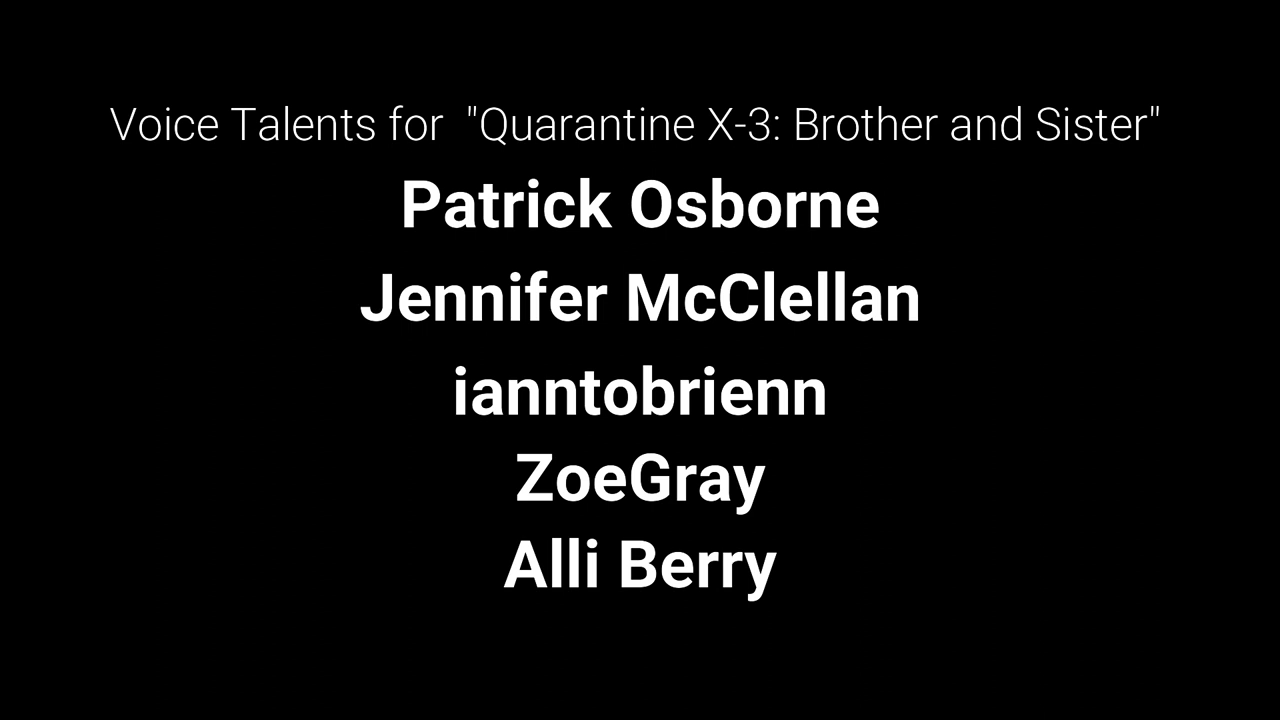 Voice Talents for "Quarantine X-3: Brother and Sister"
Patrick Osborne
Jennifer McClellan
ianntobrienn
ZoeGray
Alli Berry